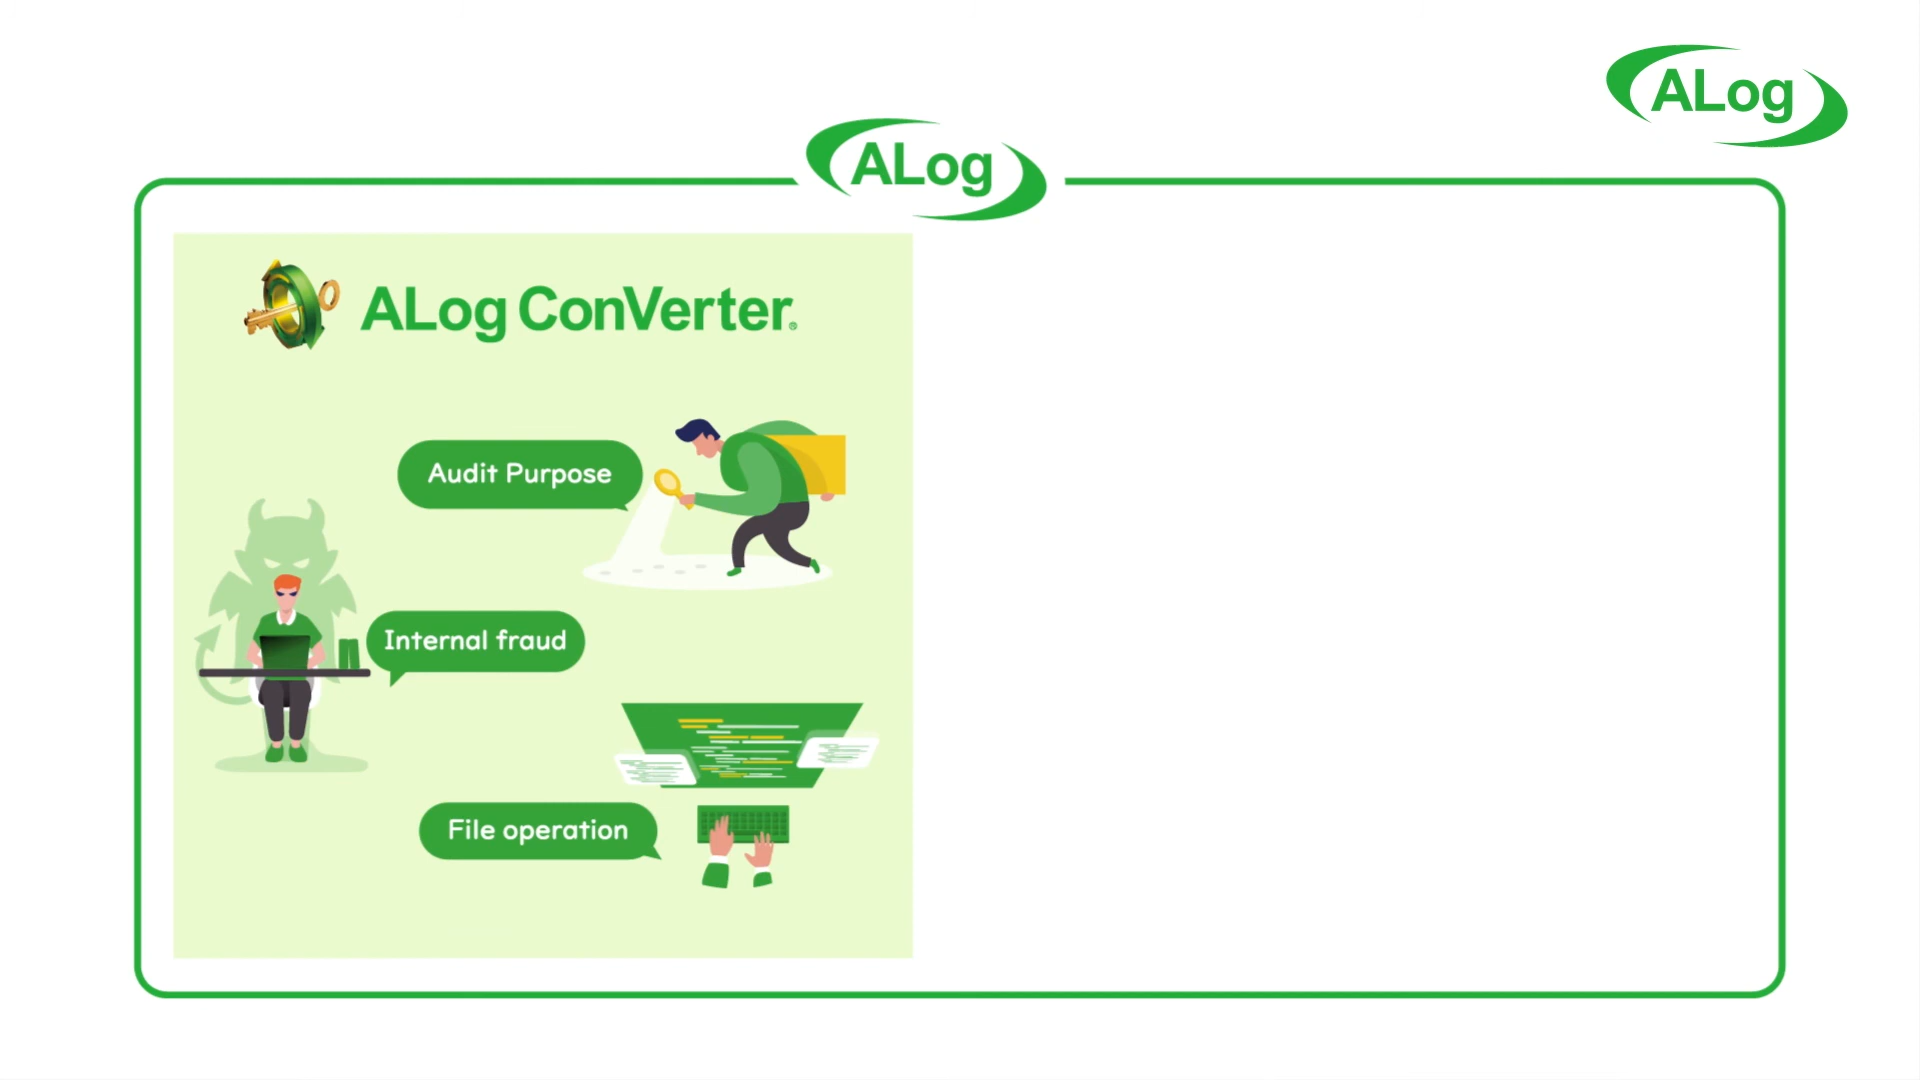 ALog
ALog
ALog ConVerter®
Audit Purpose
Internal fraud
File operation